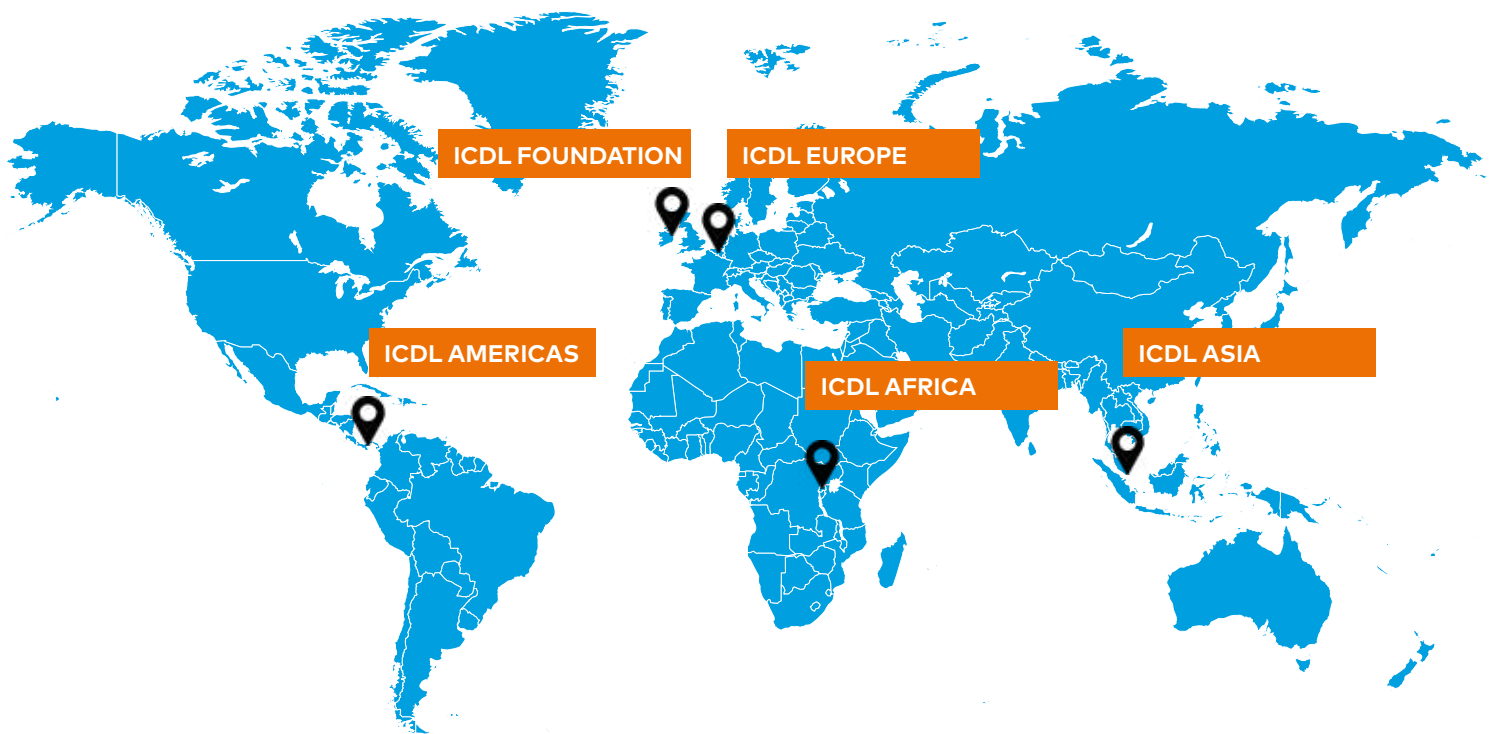 ICDL FOUNDATION
ICDL EUROPE
ICDL AMERICAS
ICDL ASIA
ICDL AFRICA